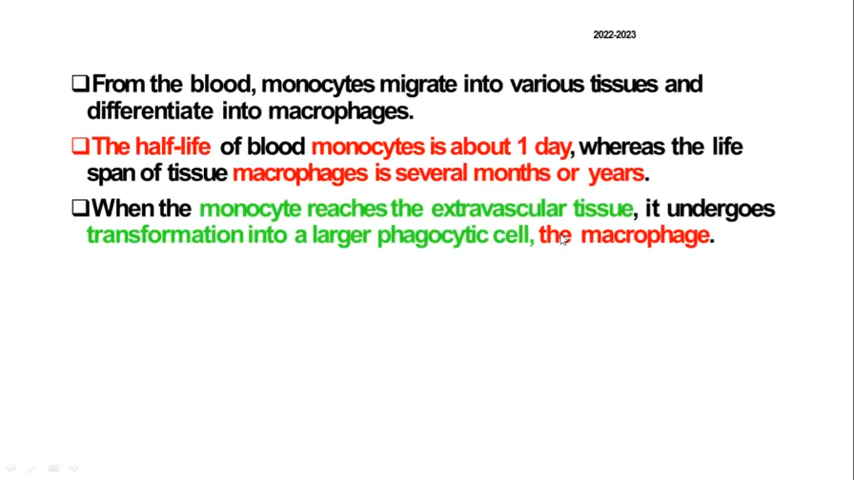 2022-2023
❑From the blood, monocytes migrate into various tissues and
differentiate into macrophages.
❑The half-life of blood monocytes is about 1 day, whereas the life
span of tissue macrophages is several months or years.
❑When the monocyte reaches the extravascular tissue, it undergoes
transformation into a larger phagocytic cell, the macrophage.